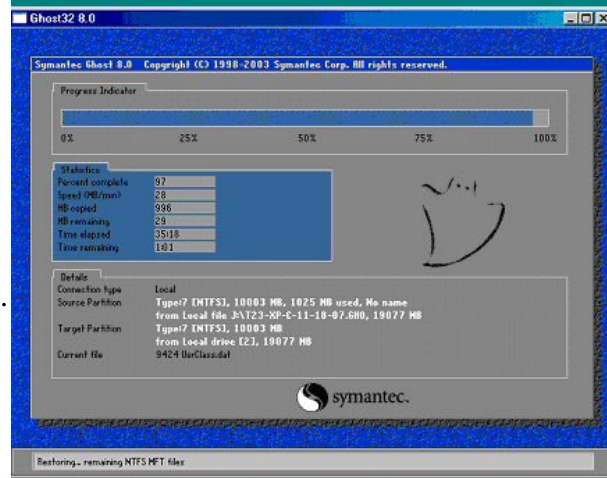 Ghost32 8.0
Symantec Ghost 8.0 Copyright (C) 1998-2003 Symantec Corp. All rights reserved.
Progress Indicator
0% 25% 50% 75% 100%
Statistics
Percent complete 97
Speed (MB/min) 28
MB copied 996
MB remaining 29
Time elapsed 35:18
Time remaining 1:01
Details
Connection type Local
Source Partition Type:7 [NTFS], 10003 MB, 1025 MB used, No name
from Local file J:\T23-XP-C-11-18-07.GHO, 19077 MB
Target Partition Type:7 [NTFS], 10003 MB
from Local drive [2], 19077 MB
Current file 9424 UsrClass.dat
symantec.
Restoring... remaining NTFS MFT files